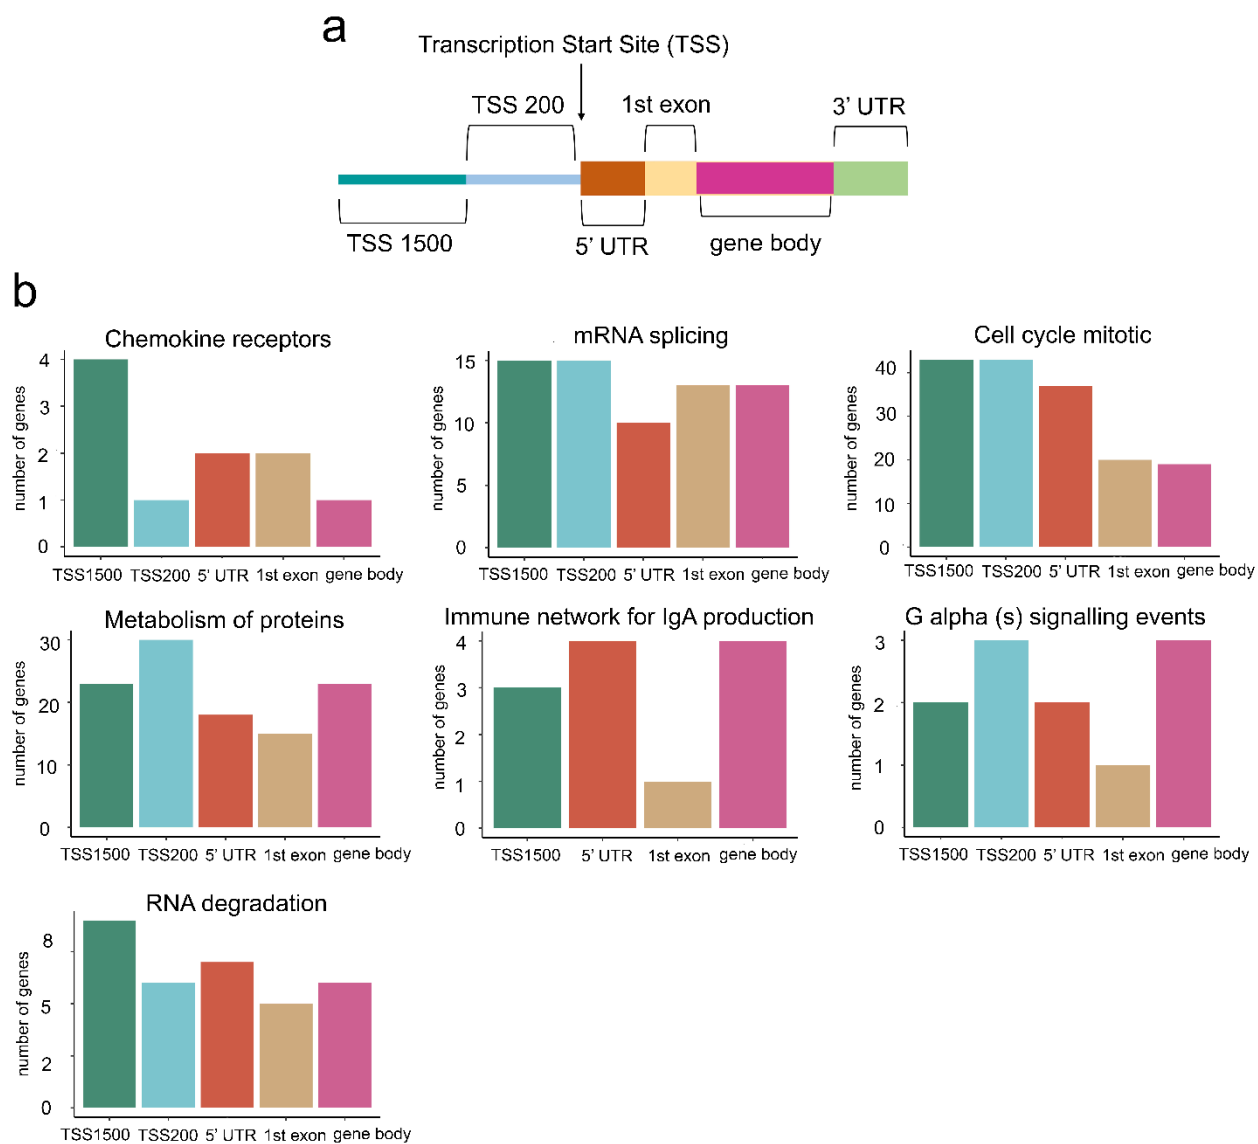 a
Transcription Start Site (TSS)
TSS 200
1st exon
3' UTR
TSS 1500
5' UTR
gene body
b
Chemokine receptors
number of genes
4
3
2
1
0
TSS1500 TSS200 5' UTR 1st exon gene body
mRNA splicing
number of genes
15
10
5
0
TSS1500 TSS200 5' UTR 1st exon gene body
Cell cycle mitotic
number of genes
40
30
20
10
0
TSS1500 TSS200 5' UTR 1st exon gene body
Metabolism of proteins
number of genes
30
20
10
0
TSS1500 TSS200 5' UTR 1st exon gene body
Immune network for IgA production
number of genes
4
3
2
1
0
TSS1500 5' UTR 1st exon gene body
G alpha (s) signalling events
number of genes
3
2
1
0
TSS1500 TSS200 5' UTR 1st exon gene body
RNA degradation
number of genes
8
5
2
0
TSS1500 TSS200 5' UTR 1st exon gene body